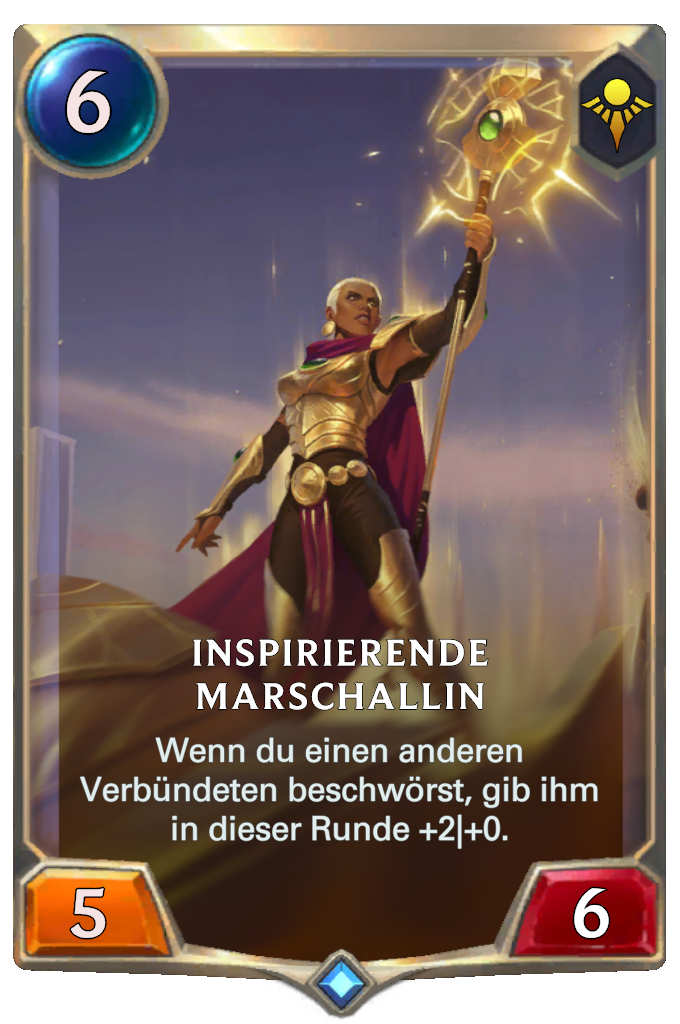 6
INSPIRIERENDE
MARSCHALLIN
Wenn du einen anderen
Verbündeten beschwörst, gib ihm
in dieser Runde +2|+0.
5
6